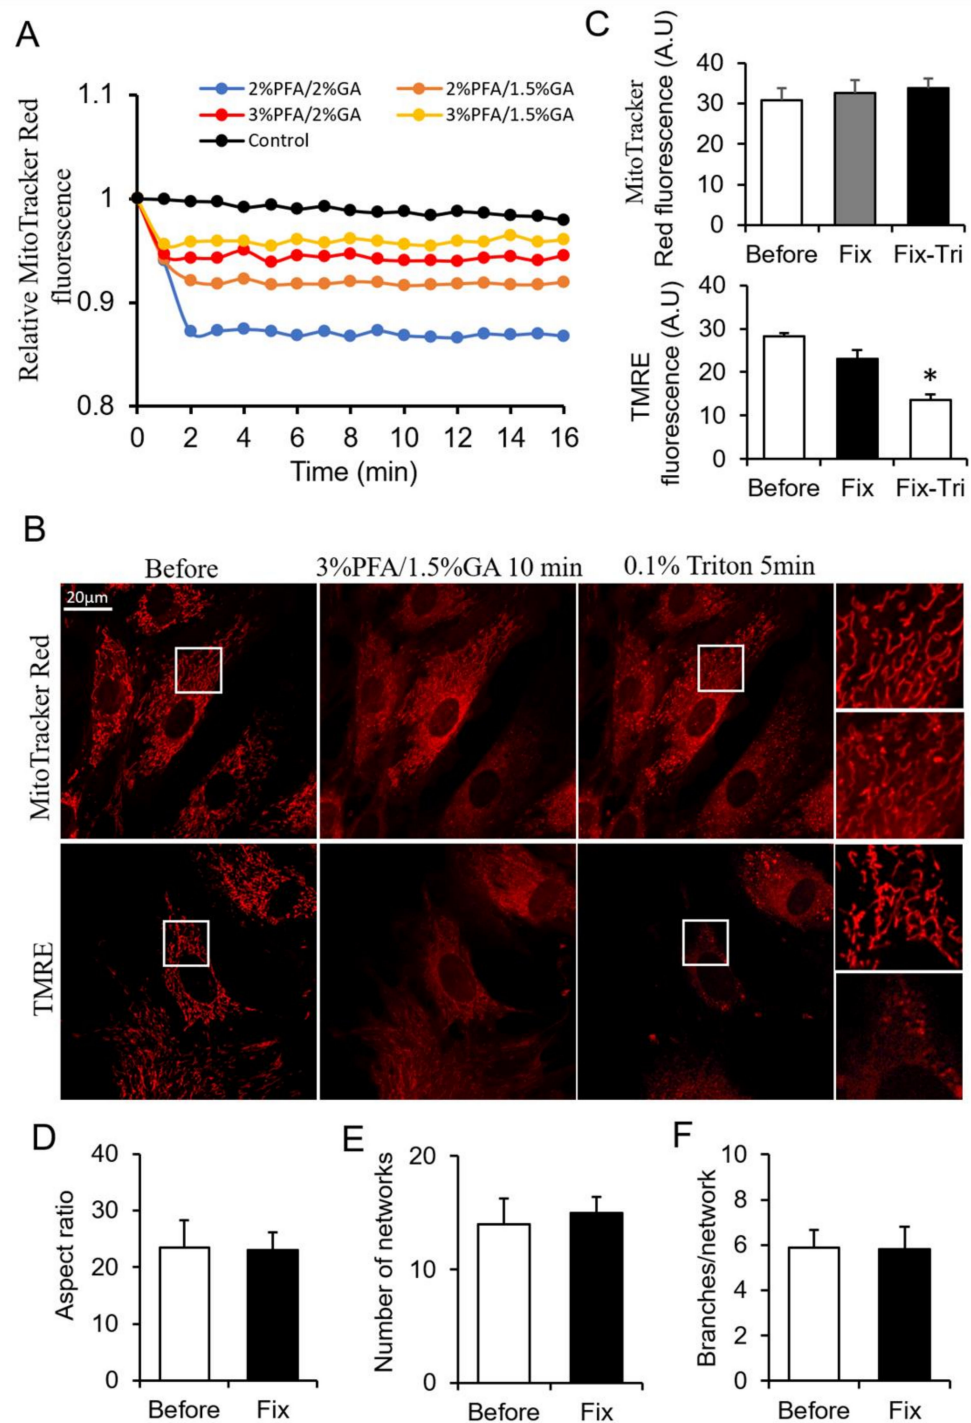 A
Relative MitoTracker Red
fluorescence
2%PFA/2%GA
2%PFA/1.5%GA
3%PFA/2%GA
3%PFA/1.5%GA
Control
1.1
1
0.9
0.8
0 2 4 6 8 10 12 14 16
Time (min)
C
MitoTracker
Red fluorescence (A.U)
40
30
20
10
0
Before Fix Fix-Tri
TMRE
fluorescence (A.U)
40
30
20
10
0
*
Before Fix Fix-Tri
B
Before 3%PFA/1.5%GA 10 min 0.1% Triton 5min
20μm
MitoTracker Red
TMRE
D
Aspect ratio
40
30
20
10
0
Before Fix
E
Number of networks
20
10
0
Before Fix
F
Branches/network
10
8
6
4
2
0
Before Fix